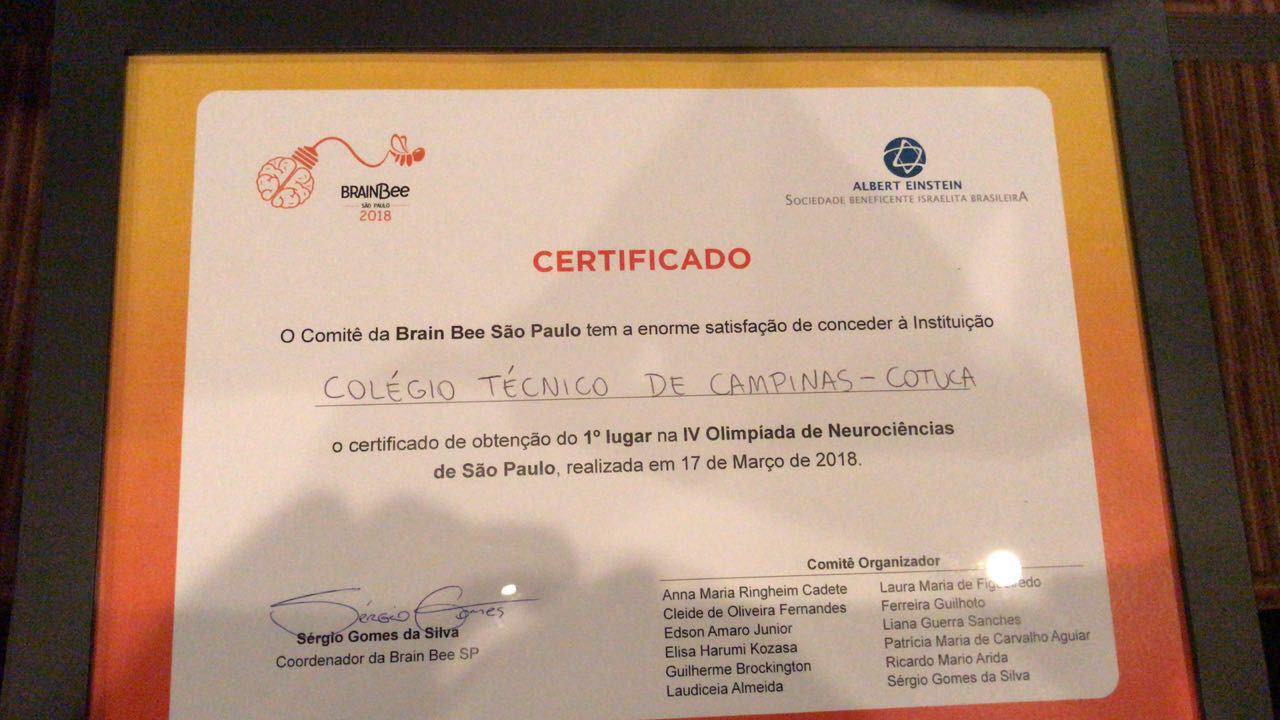 BRAINBee
SÃO PAULO
2018
ALBERT EINSTEIN
SOCIEDADE BENEFICENTE ISRAELITA BRASILEIRA
CERTIFICADO
O Comitê da Brain Bee São Paulo tem a enorme satisfação de conceder à Instituição
COLÉGIO TÉCNICO DE CAMPINAS - COTUCA
o certificado de obtenção do 1º lugar na IV Olimpíada de Neurociências
de São Paulo, realizada em 17 de Março de 2018.
Sérgio Gomes
Sérgio Gomes da Silva
Coordenador da Brain Bee SP
Comitê Organizador
Anna Maria Ringheim Cadete
Cleide de Oliveira Fernandes
Edson Amaro Junior
Elisa Harumi Kozasa
Guilherme Brockington
Laudiceia Almeida
Laura Maria de Figueiredo
Ferreira Guilhoto
Liana Guerra Sanches
Patrícia Maria de Carvalho Aguiar
Ricardo Mario Arida
Sérgio Gomes da Silva